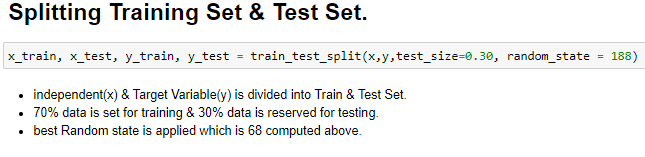 Splitting Training Set & Test Set.
x_train, x_test, y_train, y_test = train_test_split(x,y,test_size=0.30, random_state = 188)
• independent(x) & Target Variable(y) is divided into Train & Test Set.
• 70% data is set for training & 30% data is reserved for testing.
• best Random state is applied which is 68 computed above.